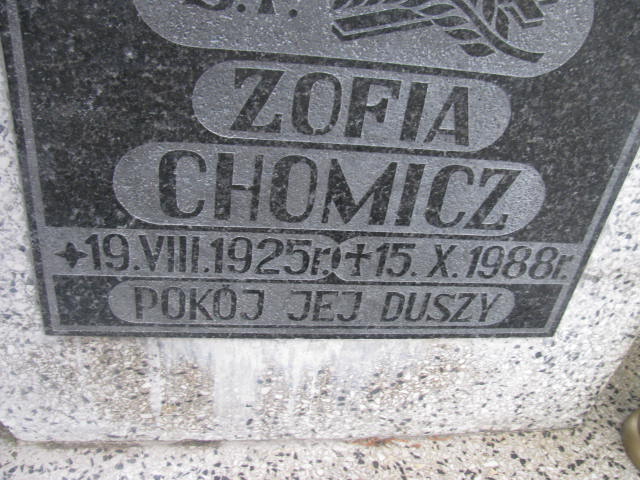 Ś.P.
ZOFIA
CHOMICZ
19.VIII.1925r. ✝15.X.1988r.
POKÓJ JEJ DUSZY